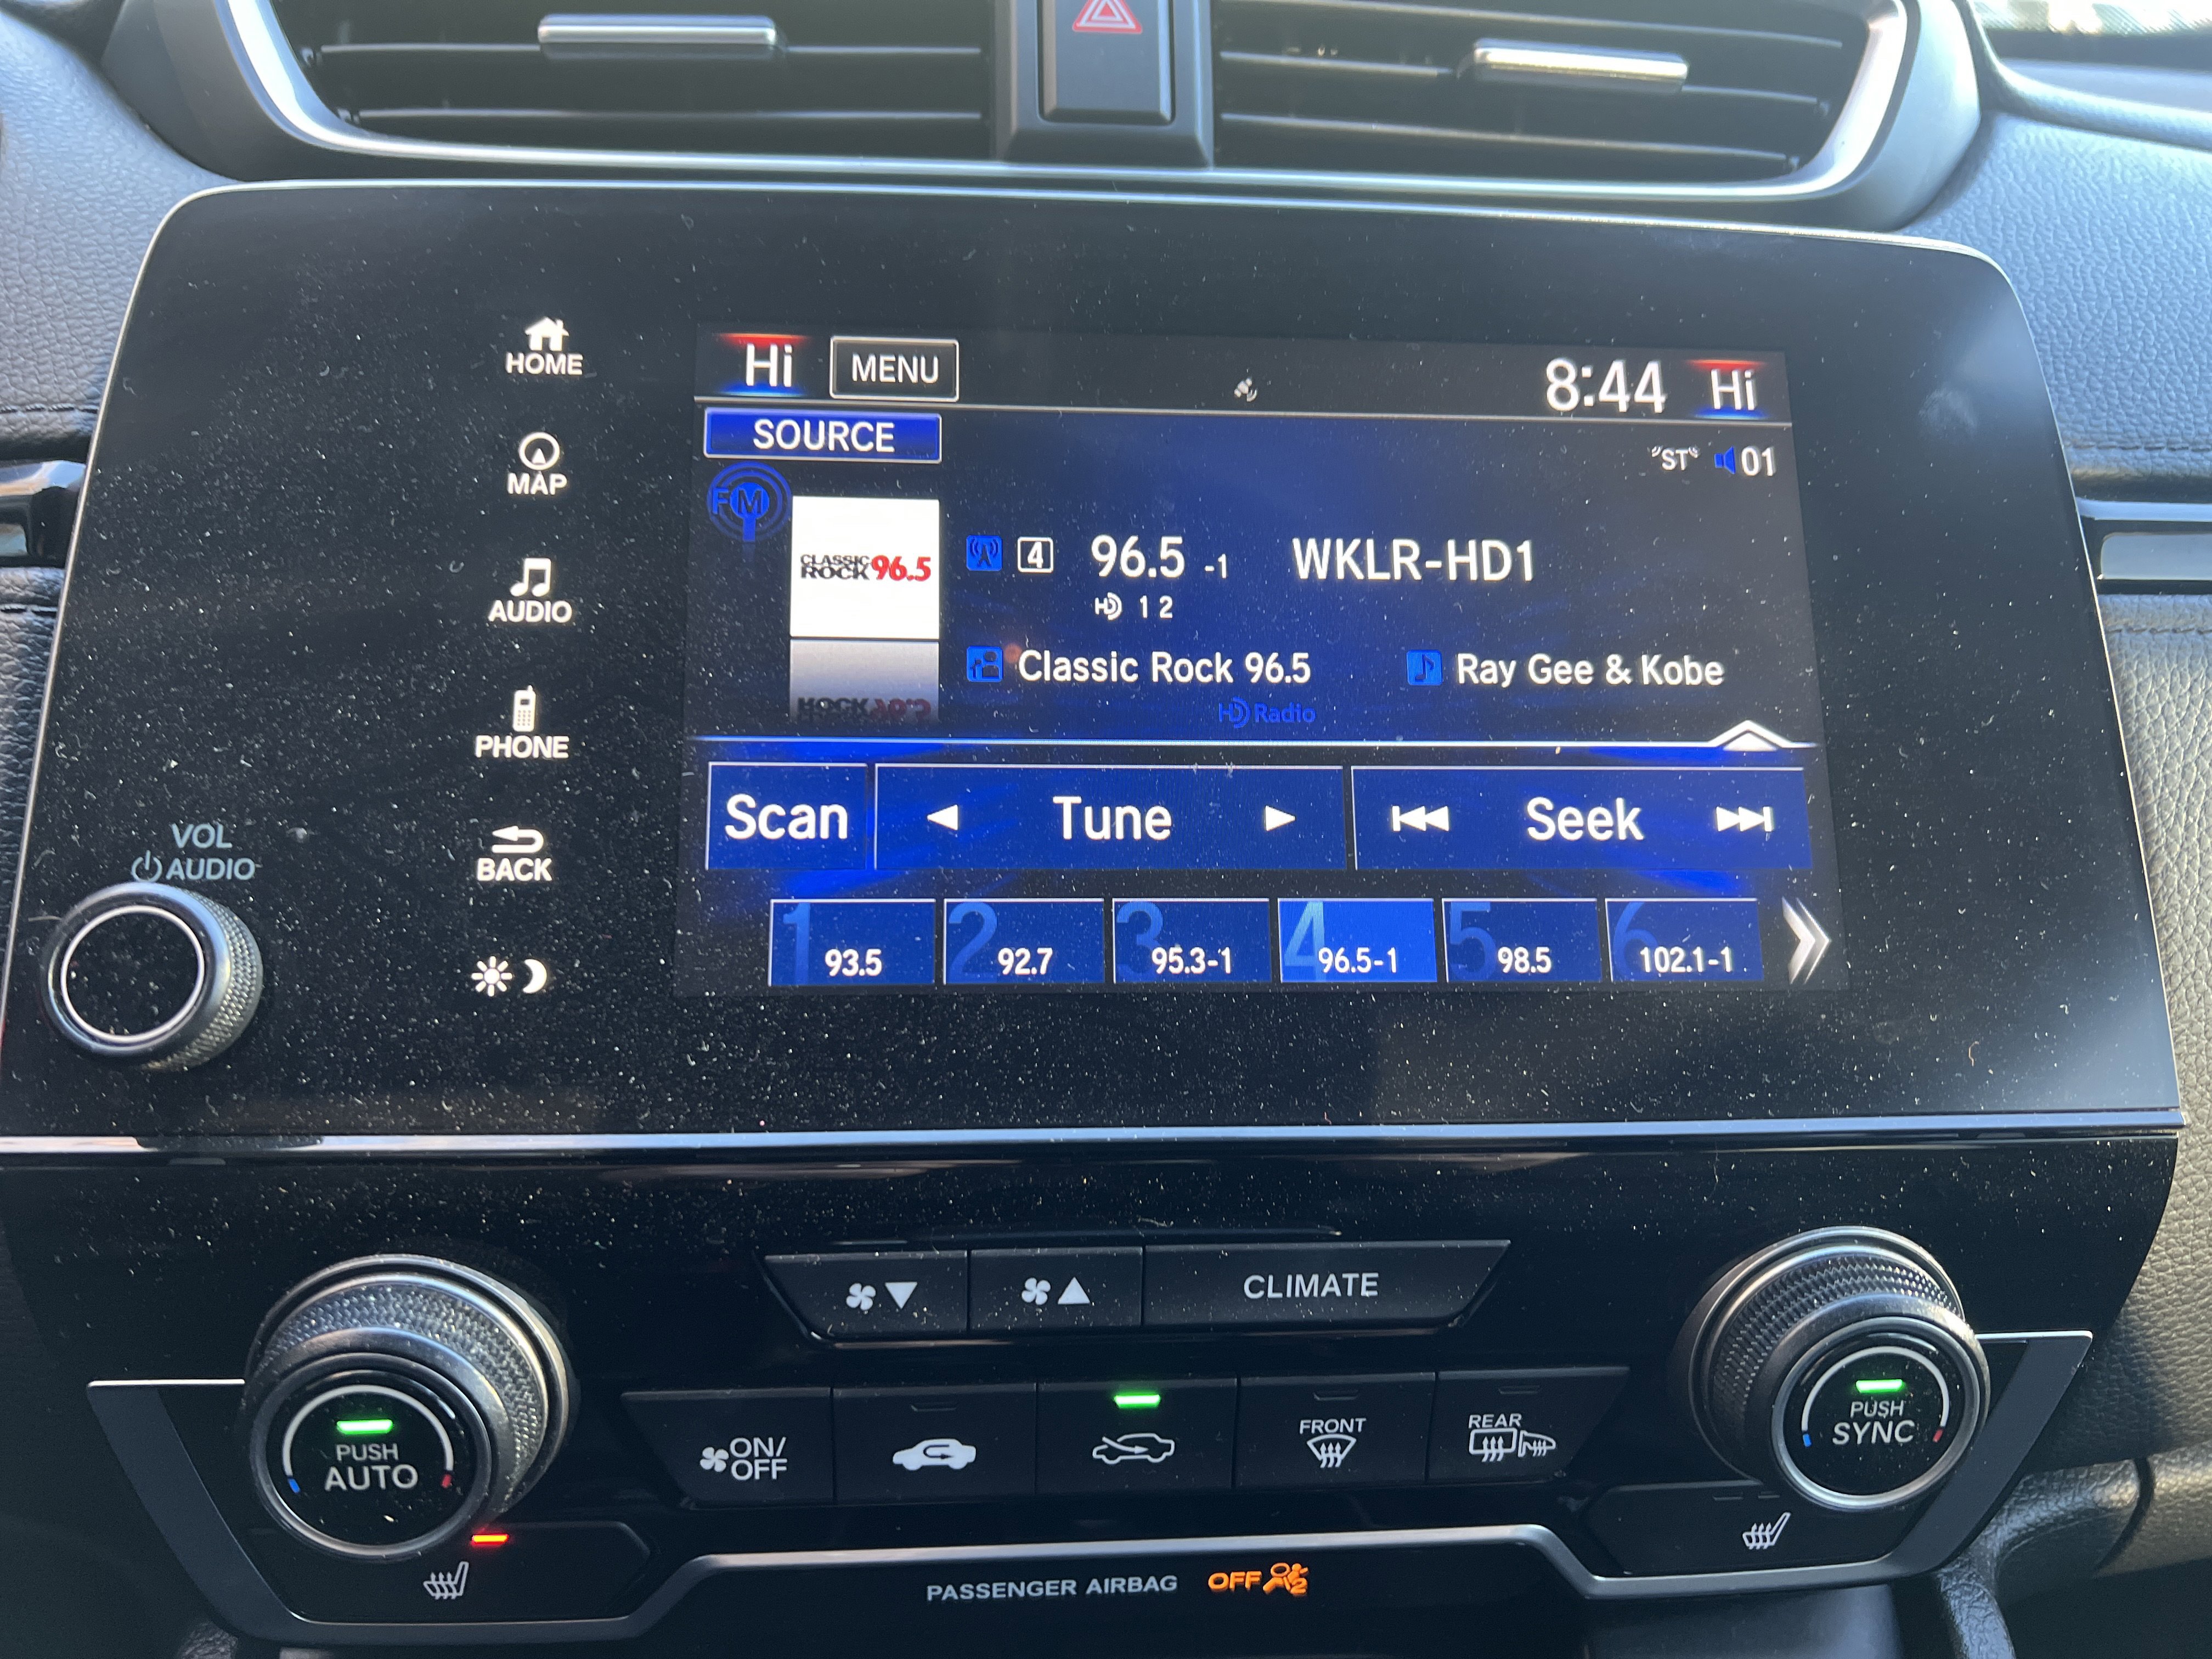 HOME
MAP
AUDIO
PHONE
BACK
VOL
AUDIO
Hi MENU 8:44 Hi
SOURCE
"ST" 01
FM
CLASSIC
ROCK 96.5
4 96.5 -1 WKLR-HD1
HD 1 2
Classic Rock 96.5 Ray Gee & Kobe
HD Radio
Scan Tune Seek
1 93.5 2 92.7 3 95.3-1 4 96.5-1 5 98.5 6 102.1-1
CLIMATE
PUSH
AUTO
ON/
OFF
FRONT
REAR
PUSH
SYNC
PASSENGER AIRBAG OFF 2